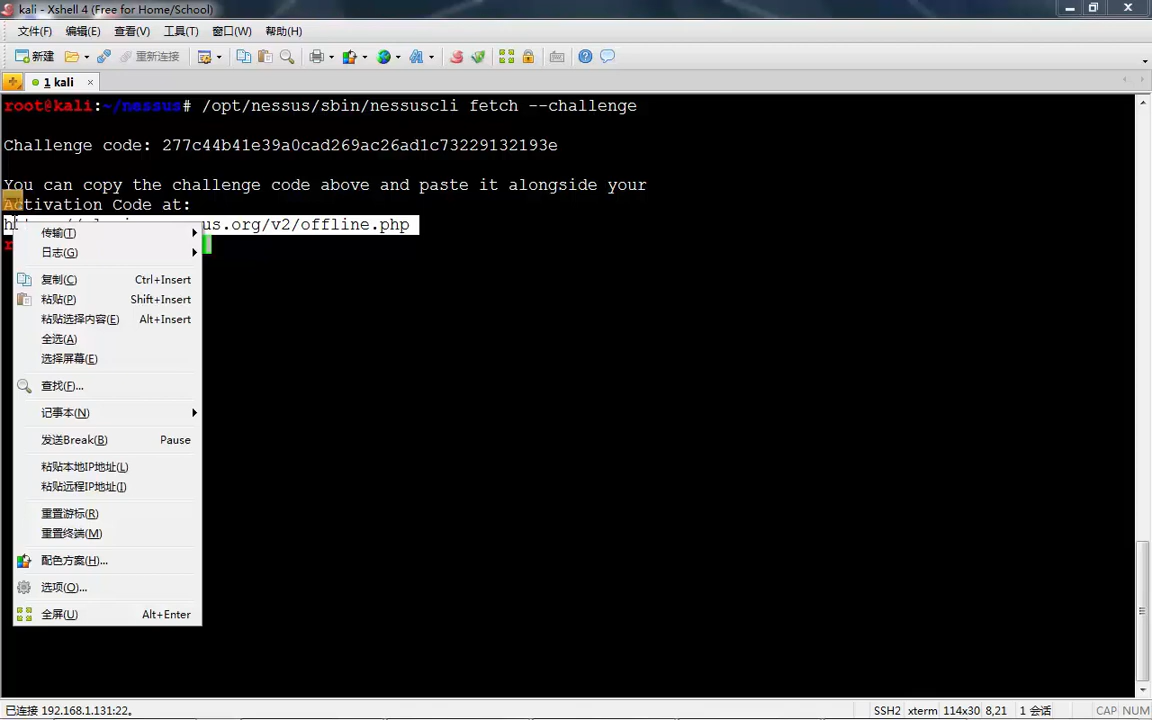 kali - Xshell 4 (Free for Home/School)
文件(F) 编辑(E) 查看(V) 工具(T) 窗口(W) 帮助(H)
新建 重新连接
1 kali
root@kali:~/nessus# /opt/nessus/sbin/nessuscli fetch --challenge
Challenge code: 277c44b41e39a0cad269ac26ad1c73229132193e
You can copy the challenge code above and paste it alongside your
Activation Code at:
us.org/v2/offline.php
传输(T)
日志(G)
复制(C) Ctrl+Insert
粘贴(P) Shift+Insert
粘贴选择内容(E) Alt+Insert
全选(A)
选择屏幕(E)
查找(F)...
记事本(N)
发送Break(B) Pause
粘贴本地IP地址(L)
粘贴远程IP地址(I)
重置游标(R)
重置终端(M)
配色方案(H)...
选项(O)...
全屏(U) Alt+Enter
已连接 192.168.1.131:22。 SSH2 xterm 114x30 8,21 1 会话 CAP NUM